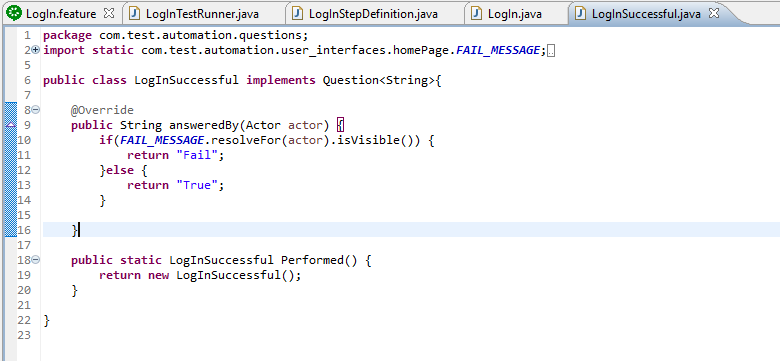 LogIn.feature LogInTestRunner.java LogInStepDefinition.java LogIn.java LogInSuccessful.java
1 package com.test.automation.questions;
2 import static com.test.automation.user_interfaces.homePage.FAIL_MESSAGE;
5
6 public class LogInSuccessful implements Question<String>{
7
8 @Override
9 public String answeredBy(Actor actor) {
10 if(FAIL_MESSAGE.resolveFor(actor).isVisible()) {
11 return "Fail";
12 }else {
13 return "True";
14 }
15
16 }
17
18 public static LogInSuccessful Performed() {
19 return new LogInSuccessful();
20 }
21
22 }
23